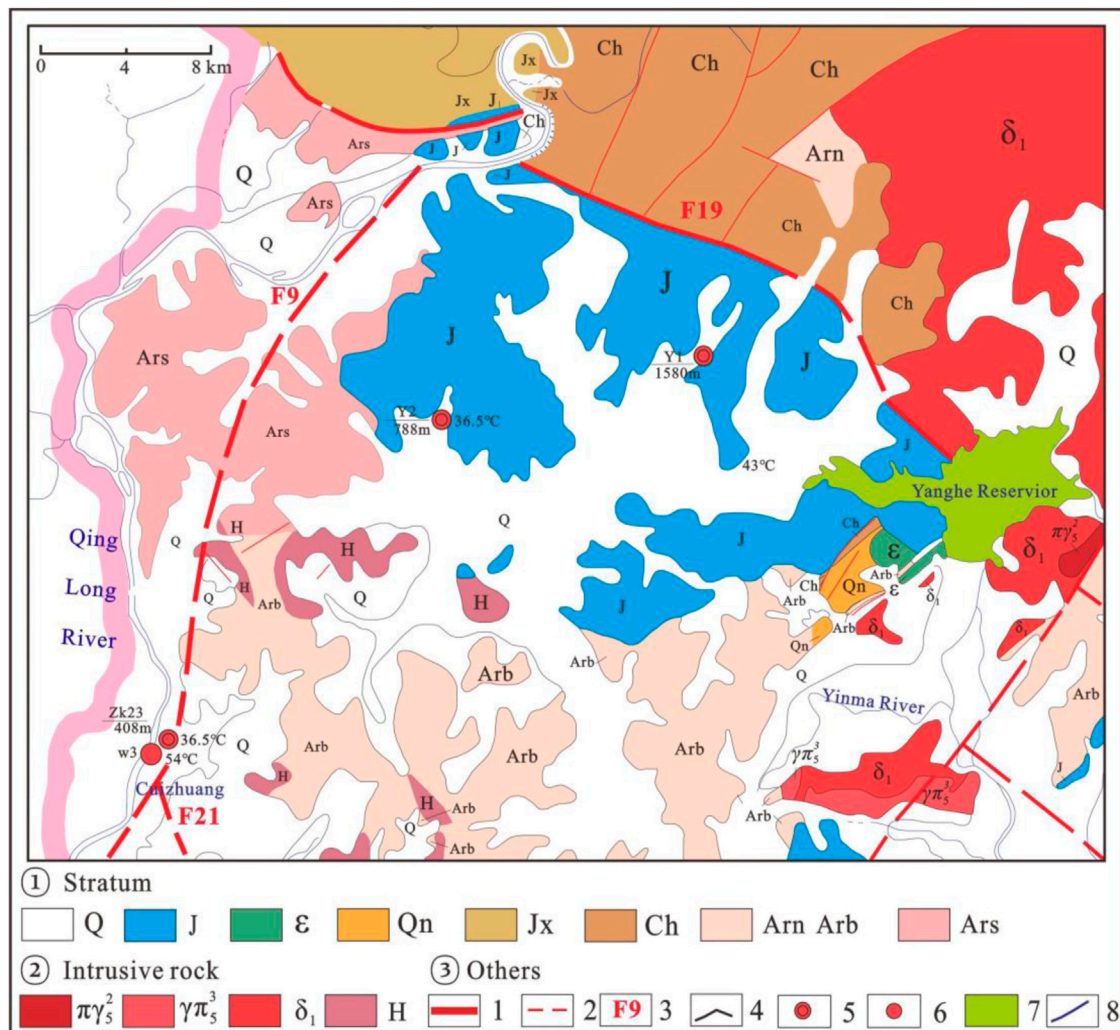 0 4 8 km
Jx
Ch
Ch
Ch
Jx
Jx
J
Ch
δ₁
J
J
J
Ars
Arn
Q
J
Ars
F19
Q
Ch
F9
J
Ch
Ars
J
J
Q
Y1
1580m
Y2
788m
36.5℃
Ars
43℃
J
Yanghe Reservior
Q
H
Q
H
J
Ch
ε
πγ₅²
δ₁
Qing
Long
River
H
Arb
Q
Q
H
J
Ch
Arb
Qn
Arb
ε
δ₁
Arb
δ₁
δ₁
Qn
Arb
Arb
Q
Arb
Yinma River
Zk23
408m
36.5℃
w3
54℃
Cuizhuang
Q
Arb
H
Arb
Arb
γπ₅³
δ₁
γπ₅³
J
F21
H
Arb
Q
Arb
Arb
J
① Stratum
Q J ε Qn Jx Ch Arn Arb Ars
② Intrusive rock ③ Others
πγ₅² γπ₅³ δ₁ H 1 2 F9 3 4 5 6 7 8